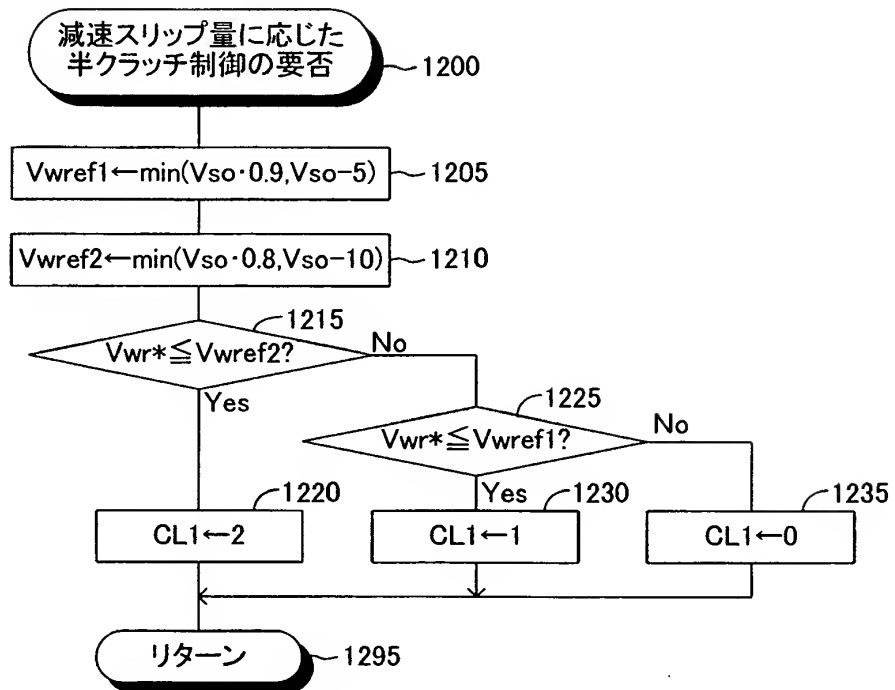 減速スリップ量に応じた
半クラッチ制御の要否
1200
Vwref1←min(Vso·0.9,Vso-5)
1205
Vwref2←min(Vso·0.8,Vso-10)
1210
1215
Vwr*≦Vwref2?
No
Yes
1225
Vwr*≦Vwref1?
No
Yes
1220
CL1←2
1230
CL1←1
1235
CL1←0
リターン
1295